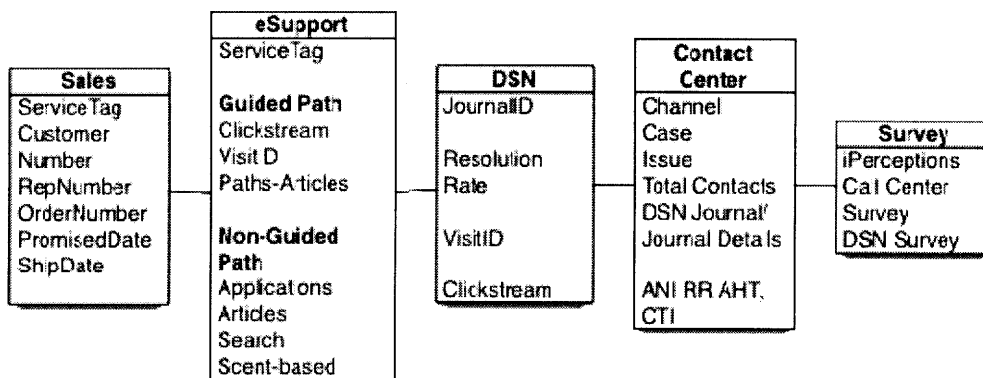 Sales
ServiceTag
Customer
Number
RepNumber
OrderNumber
PromisedDate
ShipDate
eSupport
ServiceTag
Guided Path
Clickstream
Visit D
Paths-Articles
Non-Guided
Path
Applications
Articles
Search
Scent-based
DSN
JournalID
Resolution
Rate
VisitID
Clickstream
Contact
Center
Channel
Case
Issue
Total Contacts
DSN Journal/
Journal Details
ANI RR AHT,
CTI
Survey
iPerceptions
Call Center
Survey
DSN Survey